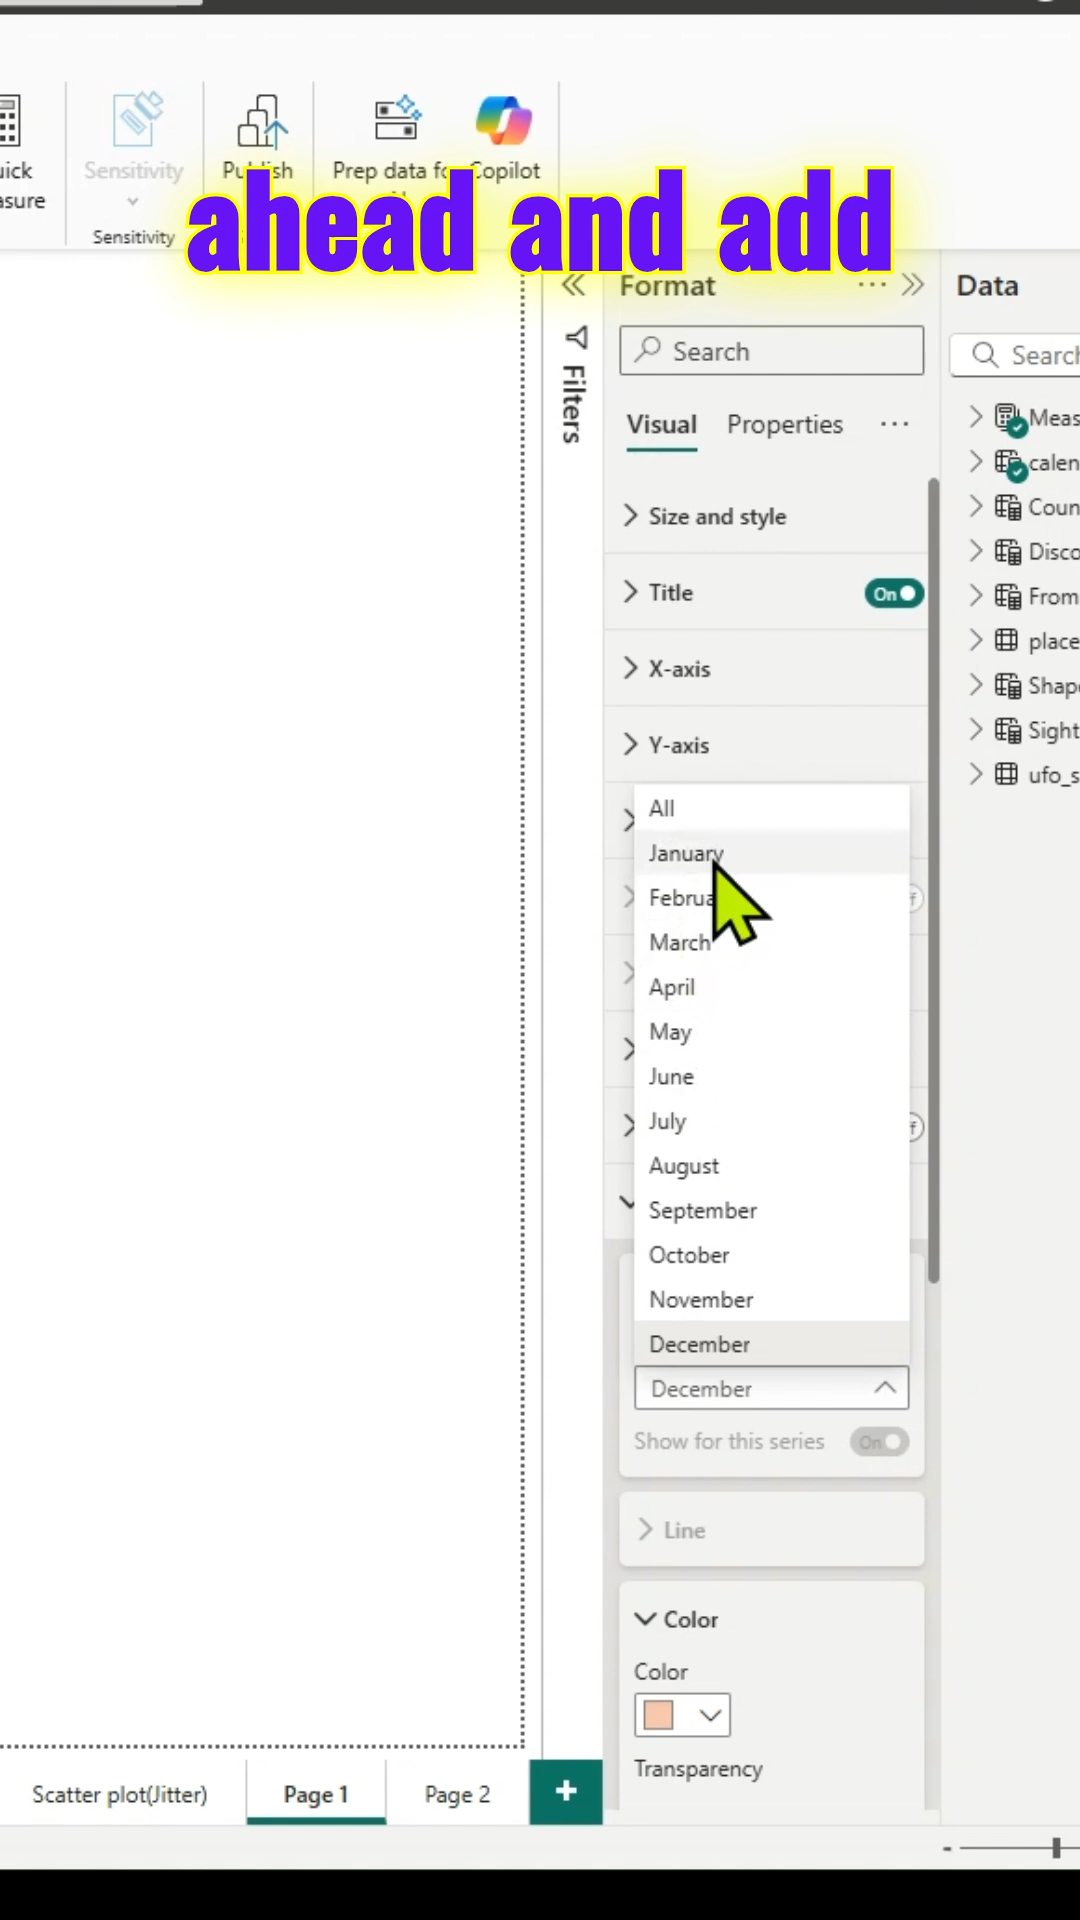 uick
asure
Sensitivity
Sensitivity
Publish
Prep data fo
Copilot
ahead and add
Format
Search
Visual
Properties
Filters
Size and style
Title
On
X-axis
Y-axis
All
January
Februa
March
April
May
June
July
August
September
October
November
December
December
Show for this series
On
Line
Color
Color
Transparency
Data
Search
Meas
calen
Coun
Disco
From
place
Shap
Sight
ufo_s
Scatter plot(Jitter)
Page 1
Page 2
+